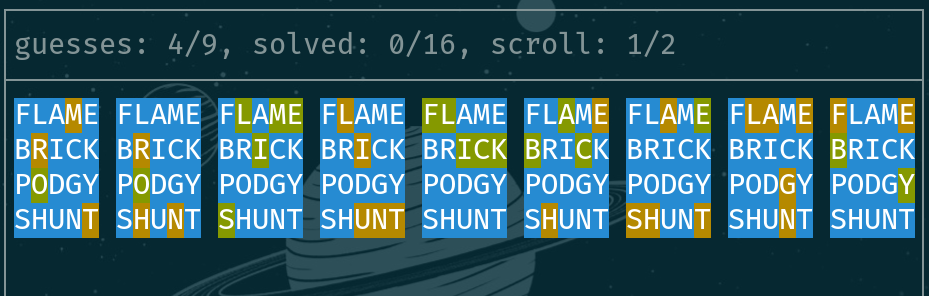 guesses: 4/9, solved: 0/16, scroll: 1/2
FLAME FLAME FLAME FLAME FLAME FLAME FLAME FLAME FLAME
BRICK BRICK BRICK BRICK BRICK BRICK BRICK BRICK BRICK
PODGY PODGY PODGY PODGY PODGY PODGY PODGY PODGY PODGY
SHUNT SHUNT SHUNT SHUNT SHUNT SHUNT SHUNT SHUNT SHUNT